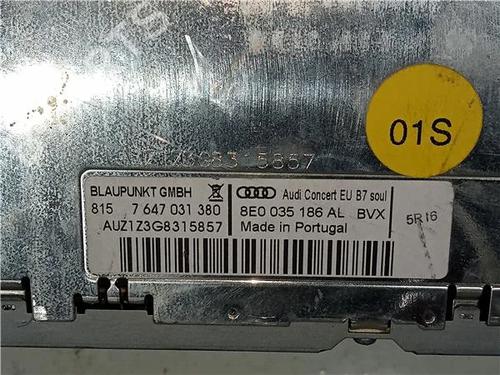 01S
BLAUPUNKT GMBH
815 7 647 031 380
AUZ1Z3G8315857
Audi Concert EU B7 soul
8E0 035 186 AL BVX
Made in Portugal
5R16